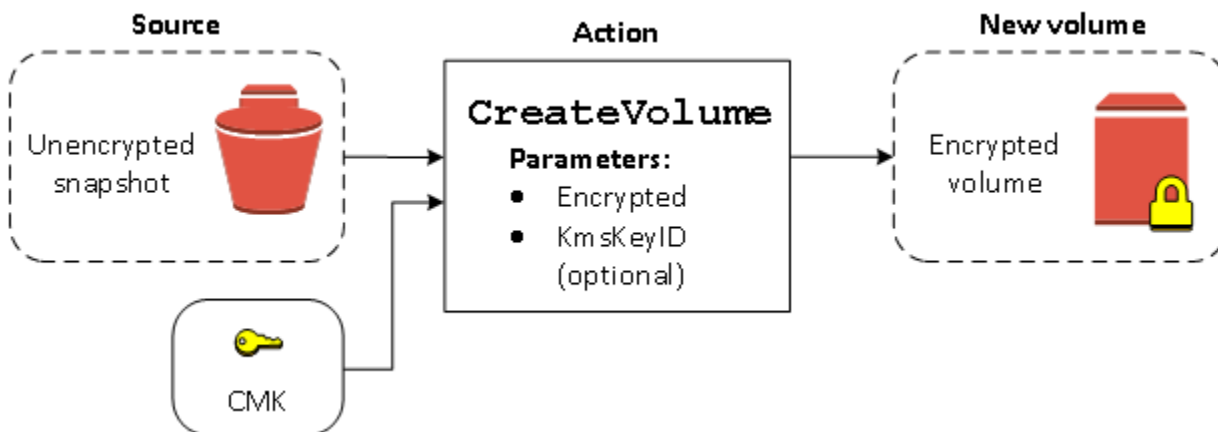 Source
Action
New volume
Unencrypted
snapshot
CreateVolume
Parameters:
● Encrypted
● KmsKeyID
(optional)
Encrypted
volume
CMK